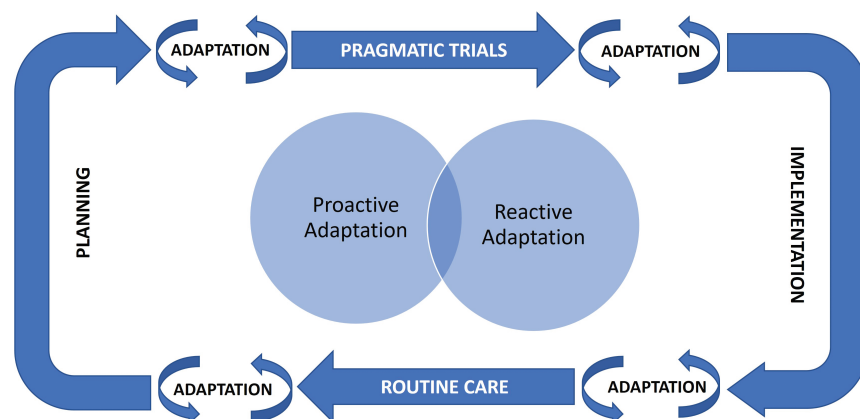 ADAPTATION
PRAGMATIC TRIALS
ADAPTATION
PLANNING
Proactive
Adaptation
Reactive
Adaptation
IMPLEMENTATION
ADAPTATION
ROUTINE CARE
ADAPTATION